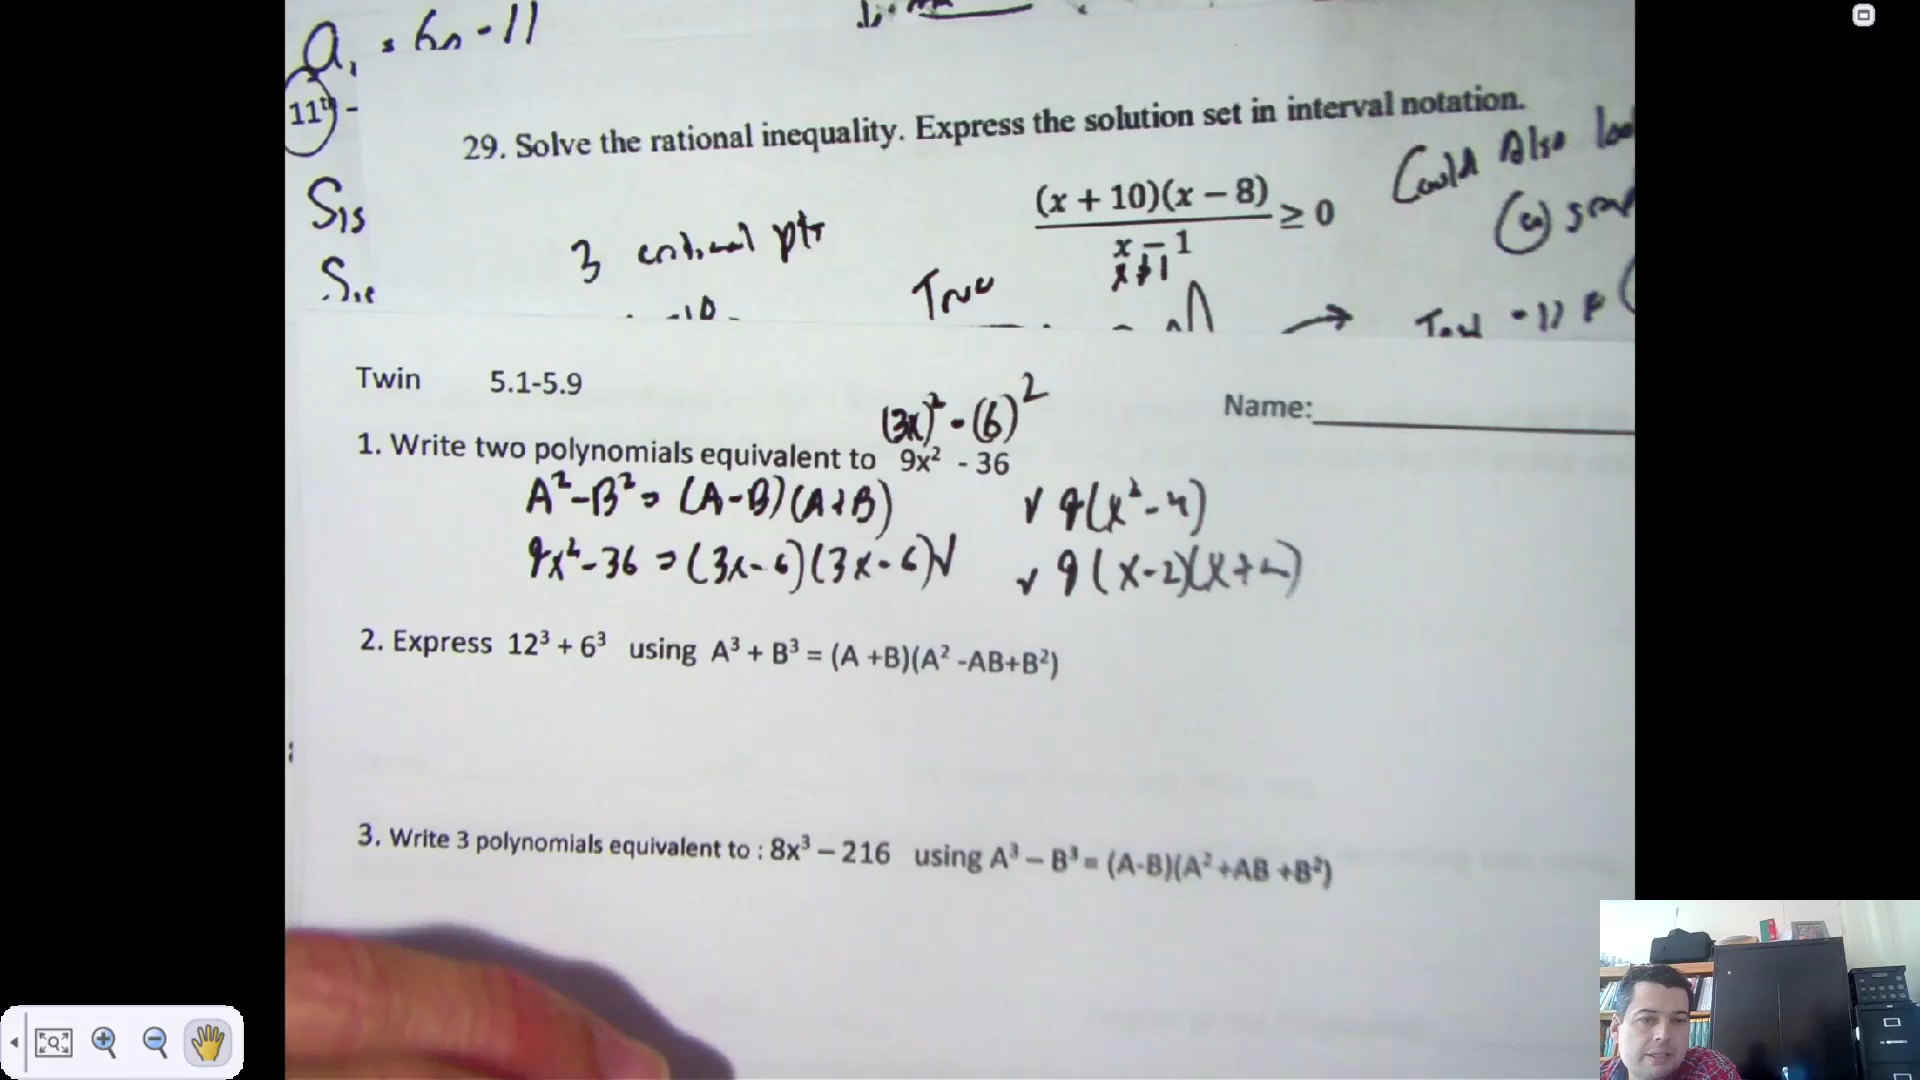 a₁ = 6n - 11
11th -
29. Solve the rational inequality. Express the solution set in interval notation.
(x + 10)(x − 8)
x − 1
≥ 0
x ≠ 1
Could Also
S₁₅
3 critical pts
True
Twin 5.1-5.9
Name:
(3x)² - (6)²
1. Write two polynomials equivalent to 9x² - 36
A² - B² = (A - B)(A + B)
✓ 9(x² - 4)
9x² - 36 = (3x - 6)(3x - 6) ✓
✓ 9(x - 2)(x + 2)
2. Express 12³ + 6³ using A³ + B³ = (A +B)(A² -AB+B²)
3. Write 3 polynomials equivalent to : 8x³ – 216 using A³ – B³ = (A-B)(A² +AB +B²)